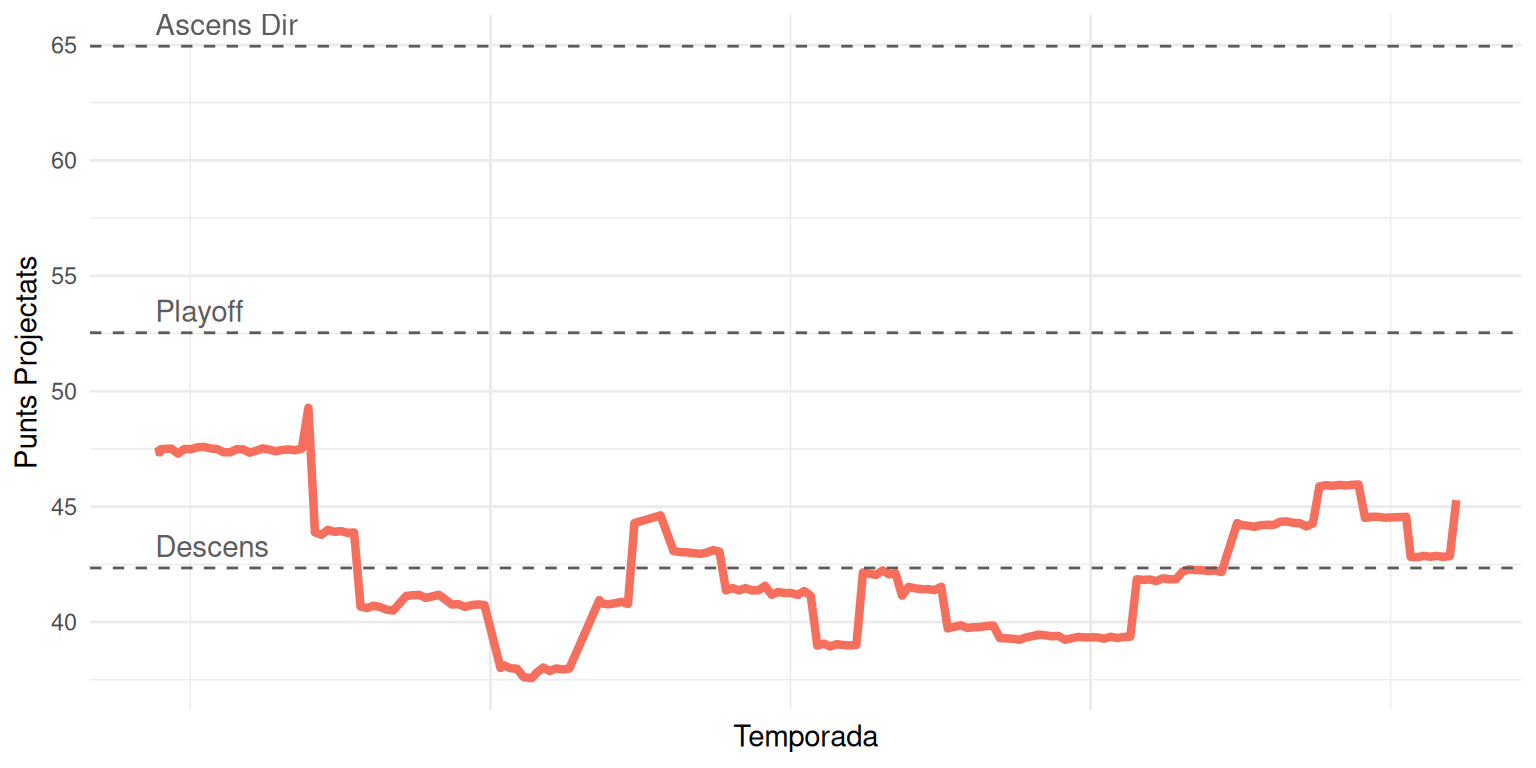 Ascens Dir
65
60
55
Playoff
50
45
Descens
40
Punts Projectats
Temporada